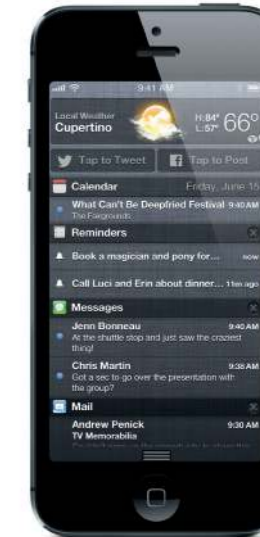 9:41 AM
Local Weather
Cupertino
H:84° 66°
L:57°
Tap to Tweet
Tap to Post
Calendar Friday, June 15
What Can't Be Deepfried Festival 9:40 AM
The Fairgrounds
Reminders
Book a magician and pony for... now
Call Luci and Erin about dinner... 11m ago
Messages
Jenn Bonneau 9:40 AM
At the shuttle stop and just saw the craziest
thing!
Chris Martin 9:38 AM
Got a sec to go over the presentation with
the group?
Mail
Andrew Penick 9:30 AM
TV Memorabilia